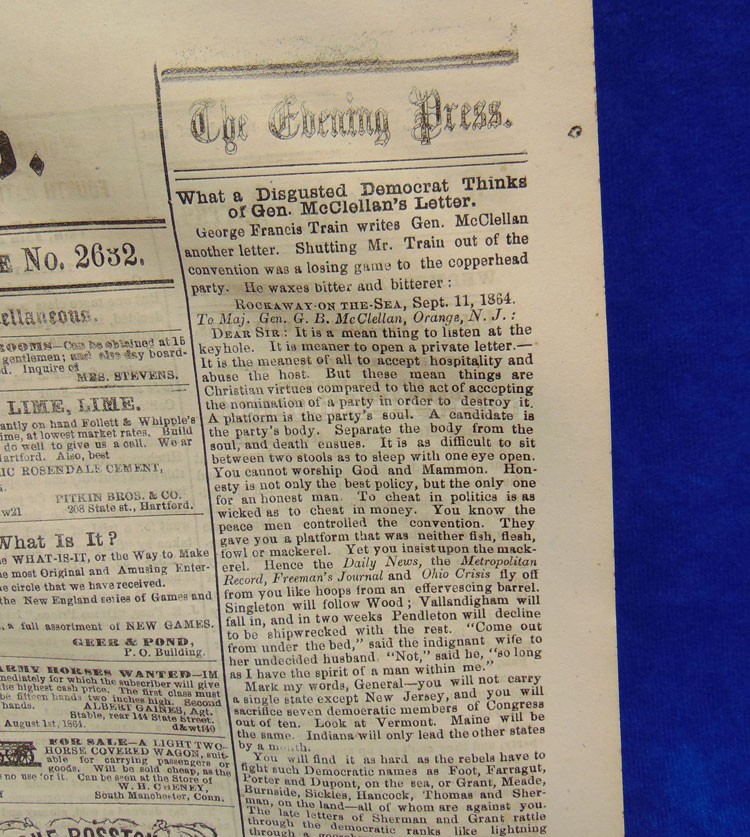 E No. 2632.
ellaneous.
ROOMS—Can be obtained at 15
gentlemen; and also day board-
d. Inquire of
MRS. STEVENS.
LIME, LIME.
antly on hand Follett & Whipple's
ime, at lowest market rates. Build
do well to give us a call. We ar
Hartford. Also, best
IC ROSENDALE CEMENT,
PITKIN BROS. & CO.
w21 208 State st., Hartford.
What Is It?
e WHAT-IS-IT, or the Way to Make
e most Original and Amusing Enter-
e circle that we have received.
the New England series of Games and
, a full assortment of NEW GAMES.
GEER & POND,
P. O. Building.
ARMY HORSES WANTED—IM
mediately for which the subscriber will give
the highest cash price. The first class must
be fifteen hands two inches high. Second
hands. ALBERT GAINES, Agt.
Stable, rear 144 State Street.
August 1st, 1864. d&wtf40
FOR SALE—A LIGHT TWO-
HORSE COVERED WAGON, suit-
able for carrying passengers or
goods. Will be sold cheap, as the
s no use for it. Can be seen at the Store of
W. H. CHENEY,
South Manchester, Conn.
The Evening Press.
What a Disgusted Democrat Thinks
of Gen. McClellan's Letter.
George Francis Train writes Gen. McClellan
another letter. Shutting Mr. Train out of the
convention was a losing game to the copperhead
party. He waxes bitter and bitterer:
ROCKAWAY-ON THE-SEA, Sept. 11, 1864.
To Maj. Gen. G. B. McClellan, Orange, N. J.:
DEAR SIR: It is a mean thing to listen at the
keyhole. It is meaner to open a private letter.—
It is the meanest of all to accept hospitality and
abuse the host. But these mean things are
Christian virtues compared to the act of accepting
the nomination of a party in order to destroy it.
A platform is the party's soul. A candidate is
the party's body. Separate the body from the
soul, and death ensues. It is as difficult to sit
between two stools as to sleep with one eye open.
You cannot worship God and Mammon. Hon-
esty is not only the best policy, but the only one
for an honest man. To cheat in politics is as
wicked as to cheat in money. You know the
peace men controlled the convention. They
gave you a platform that was neither fish, flesh,
fowl or mackerel. Yet you insist upon the mack-
erel. Hence the Daily News, the Metropolitan
Record, Freeman's Journal and Ohio Crisis fly off
from you like hoops from an effervescing barrel.
Singleton will follow Wood; Vallandigham will
fall in, and in two weeks Pendleton will decline
to be shipwrecked with the rest. "Come out
from under the bed," said the indignant wife to
her undecided husband. "Not," said he, "so long
as I have the spirit of a man within me."
Mark my words, General—you will not carry
a single state except New Jersey, and you will
sacrifice seven democratic members of Congress
out of ten. Look at Vermont. Maine will be
the same. Indiana will only lead the other states
by a month.
You will find it as hard as the rebels have to
fight such Democratic names as Foot, Farragut,
Porter and Dupont, on the sea, or Grant, Meade,
Burnside, Sickles, Hancock, Thomas and Sher-
man, on the land—all of whom are against you.
The late letters of Sherman and Grant rattle
through the democratic ranks like lightning
through a